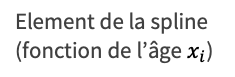 Element de la spline
(fonction de l’âge xᵢ)